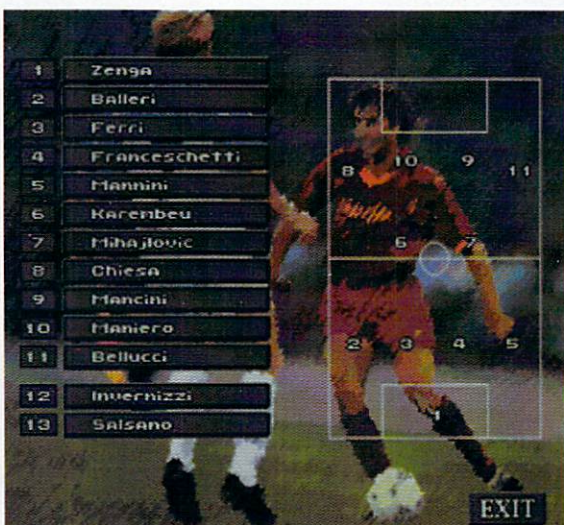 1 Zenga
2 Balleri
3 Ferri
4 Franceschetti
5 Mannini
6 Karembeu
7 Mihajlovic
8 Chiesa
9 Mancini
10 Maniero
11 Bellucci
12 Invernizzi
13 Salsano
8 10 9 11
6 7
2 3 4 5
1
EXIT